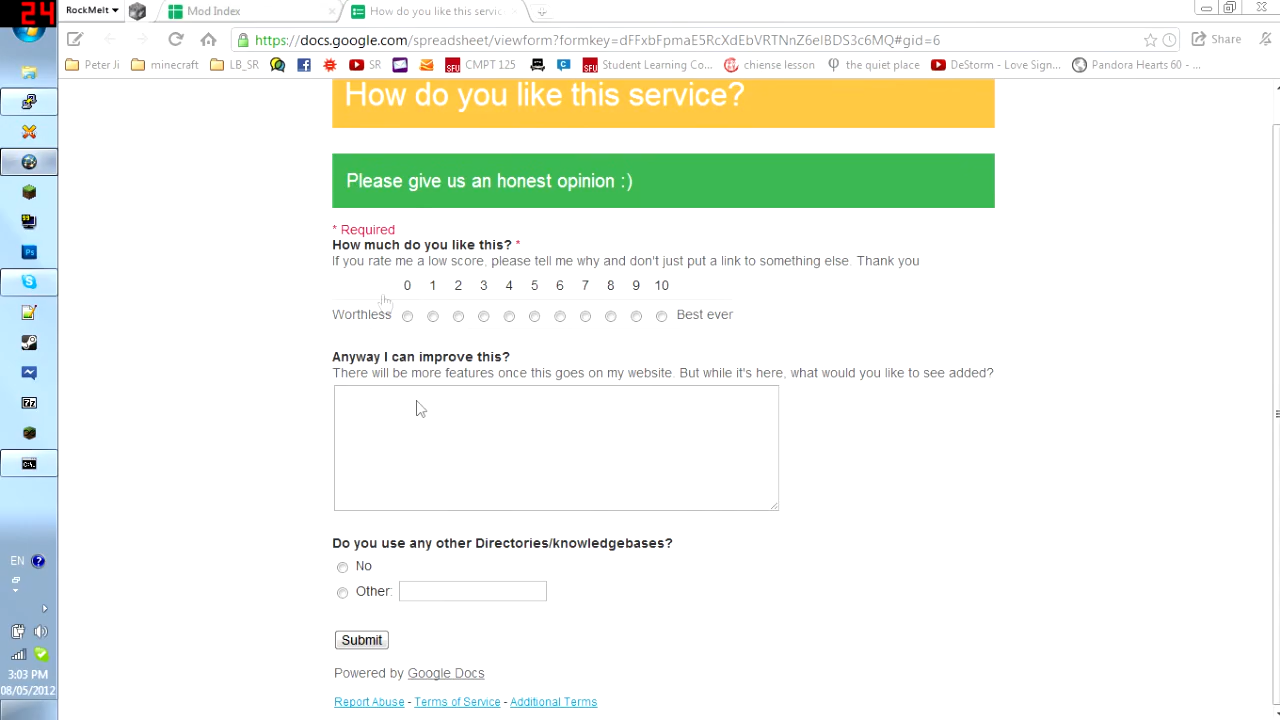 24
RockMelt
Mod Index
How do you like this servic
https://docs.google.com/spreadsheet/viewform?formkey=dFFxbFpmaE5RcXdEbVRTNnZ6elBDS3c6MQ#gid=6
Share
Peter Ji
minecraft
LB_SR
SR
SFU
CMPT 125
SFU
Student Learning Co...
chiense lesson
the quiet place
DeStorm - Love Sign...
Pandora Hearts 60 - ...
How do you like this service?
Please give us an honest opinion :)
* Required
How much do you like this? *
If you rate me a low score, please tell me why and don't just put a link to something else. Thank you
0 1 2 3 4 5 6 7 8 9 10
Worthless Best ever
Anyway I can improve this?
There will be more features once this goes on my website. But while it's here, what would you like to see added?
Do you use any other Directories/knowledgebases?
No
Other:
Submit
Powered by Google Docs
Report Abuse - Terms of Service - Additional Terms
Ps
7z
C:\.
EN
3:03 PM
08/05/2012